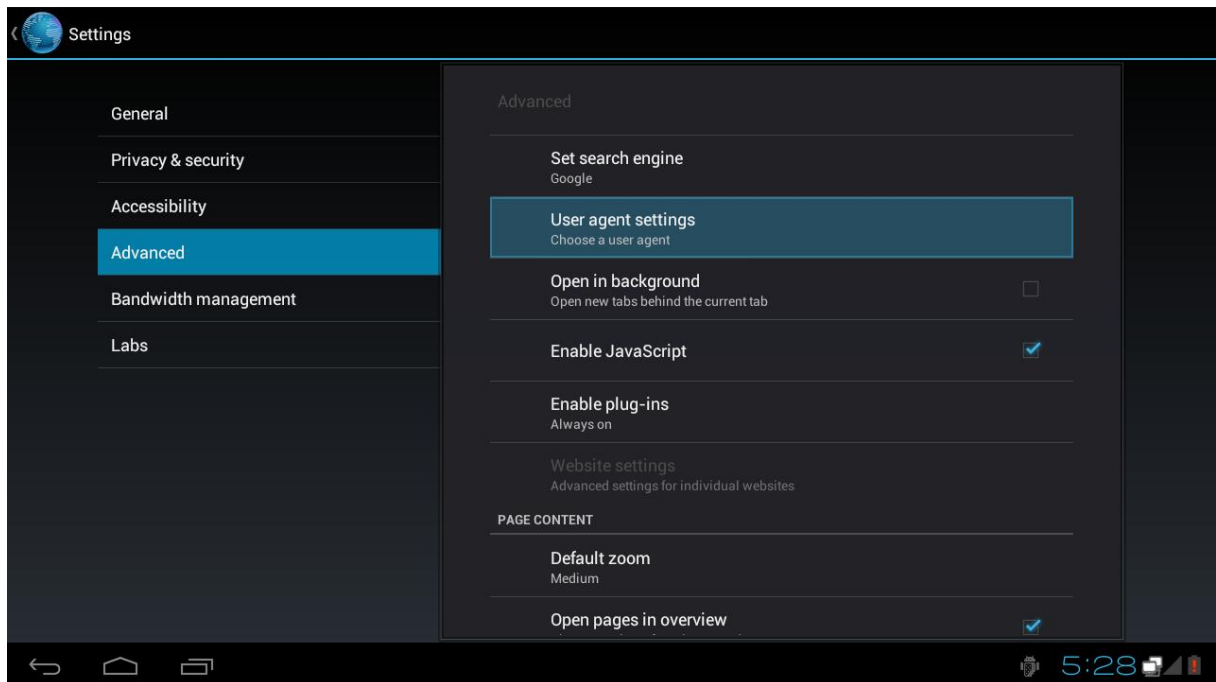 Settings
General
Privacy & security
Accessibility
Advanced
Bandwidth management
Labs
Advanced
Set search engine
Google
User agent settings
Choose a user agent
Open in background
Open new tabs behind the current tab
Enable JavaScript
Enable plug-ins
Always on
Website settings
Advanced settings for individual websites
PAGE CONTENT
Default zoom
Medium
Open pages in overview
5:28